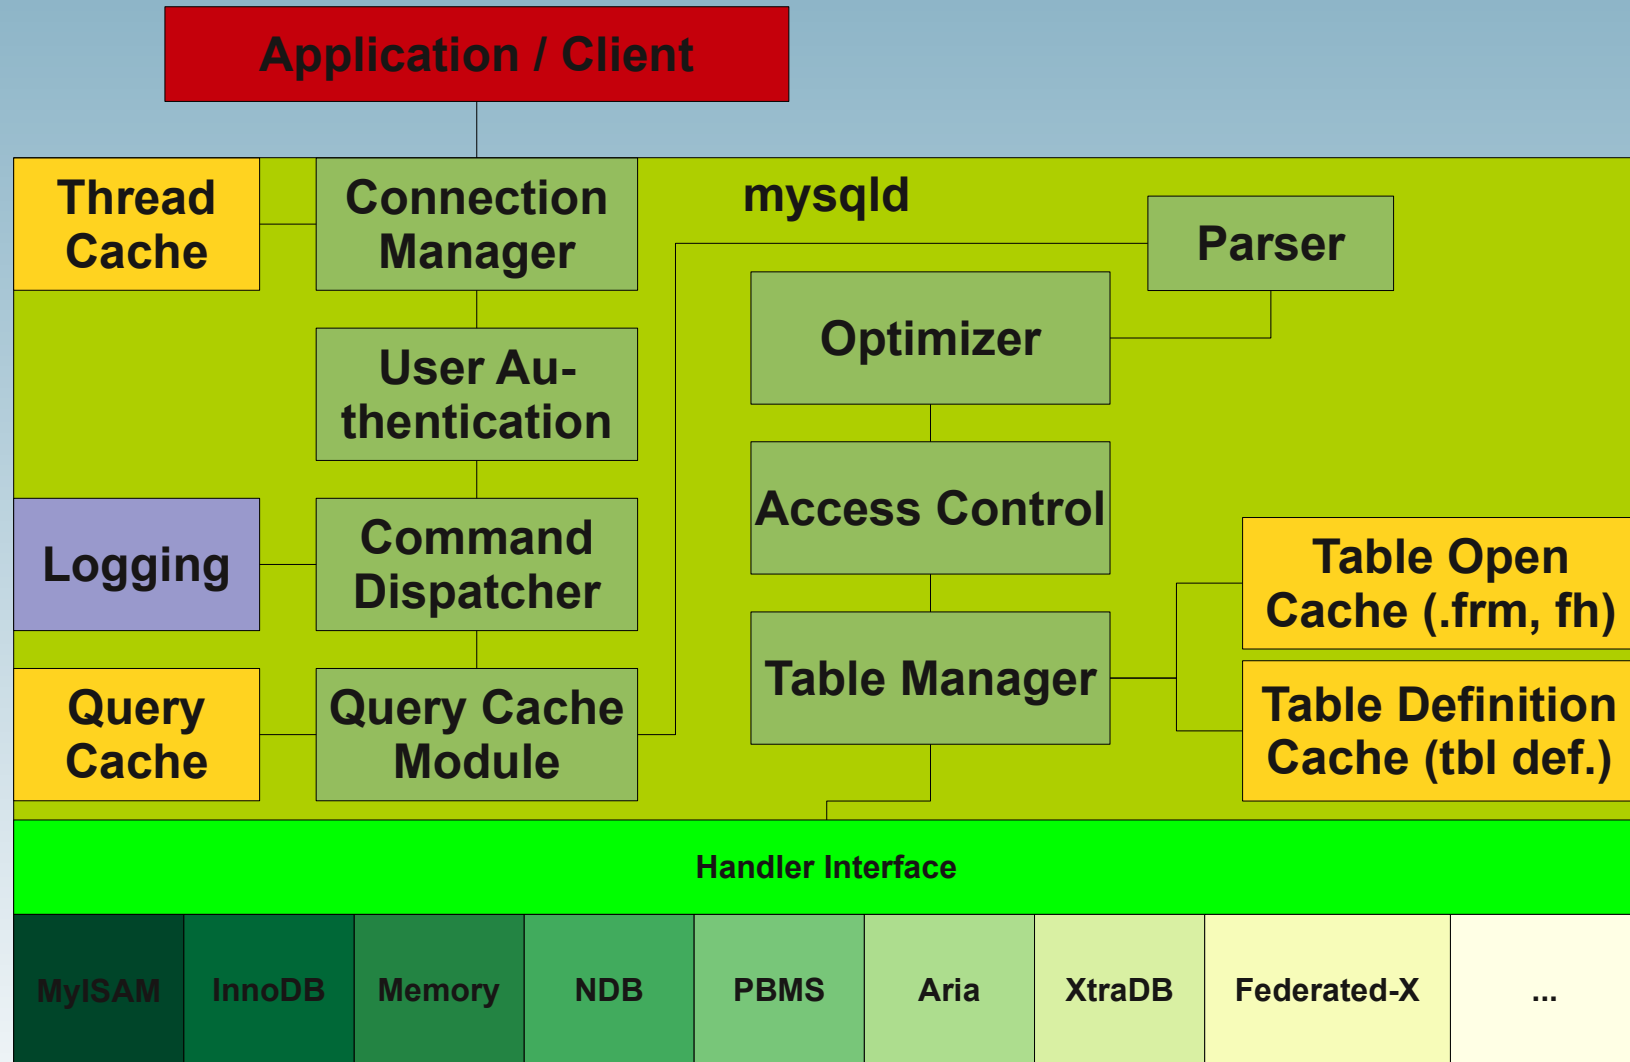 Application / Client
Thread
Cache
Connection
Manager
mysqld
Parser
Optimizer
User Au-
thentication
Access Control
Logging
Command
Dispatcher
Table Open
Cache (.frm, fh)
Query
Cache
Query Cache
Module
Table Manager
Table Definition
Cache (tbl def.)
Handler Interface
MyISAM
InnoDB
Memory
NDB
PBMS
Aria
XtraDB
Federated-X
...